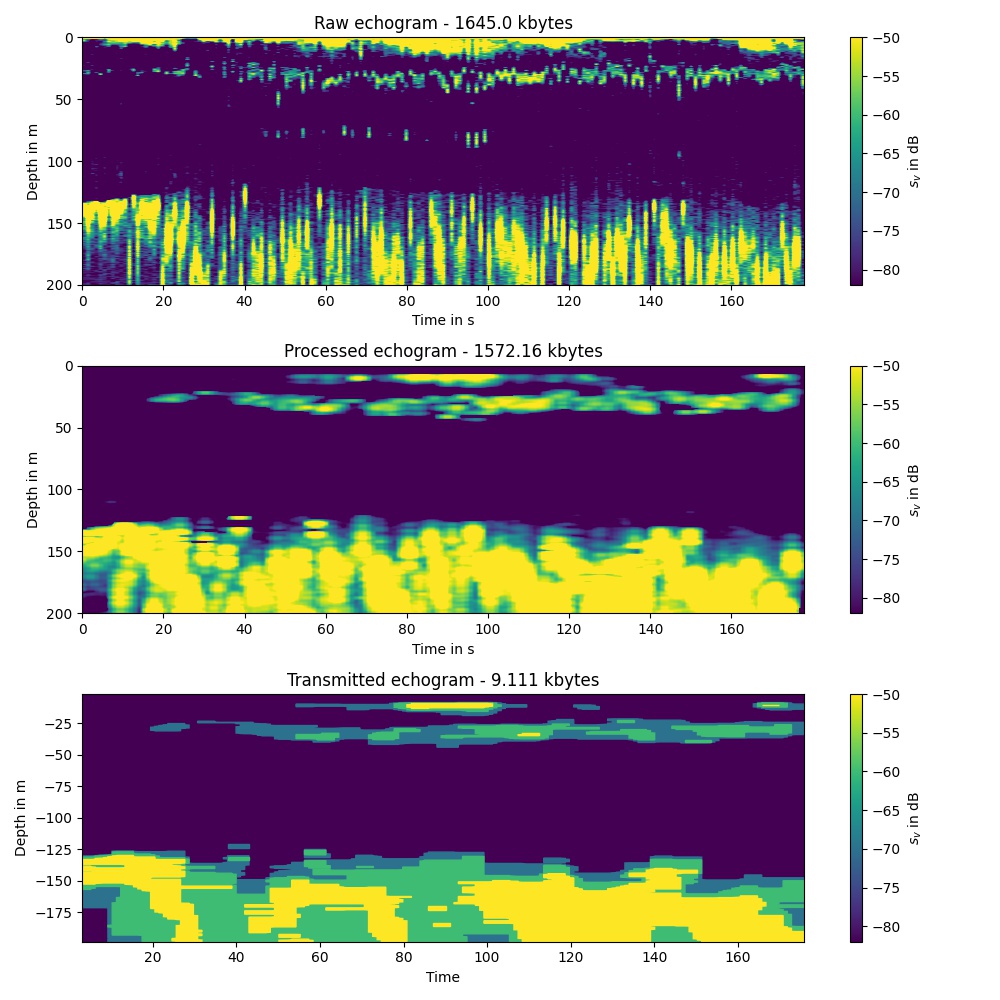 Raw echogram - 1645.0 kbytes
0
50
100
150
200
Depth in m
0 20 40 60 80 100 120 140 160
Time in s
−50
−55
−60
−65
−70
−75
−80
sv in dB
Processed echogram - 1572.16 kbytes
0
50
100
150
200
Depth in m
0 20 40 60 80 100 120 140 160
Time in s
−50
−55
−60
−65
−70
−75
−80
sv in dB
Transmitted echogram - 9.111 kbytes
−25
−50
−75
−100
−125
−150
−175
Depth in m
20 40 60 80 100 120 140 160
Time
−50
−55
−60
−65
−70
−75
−80
sv in dB